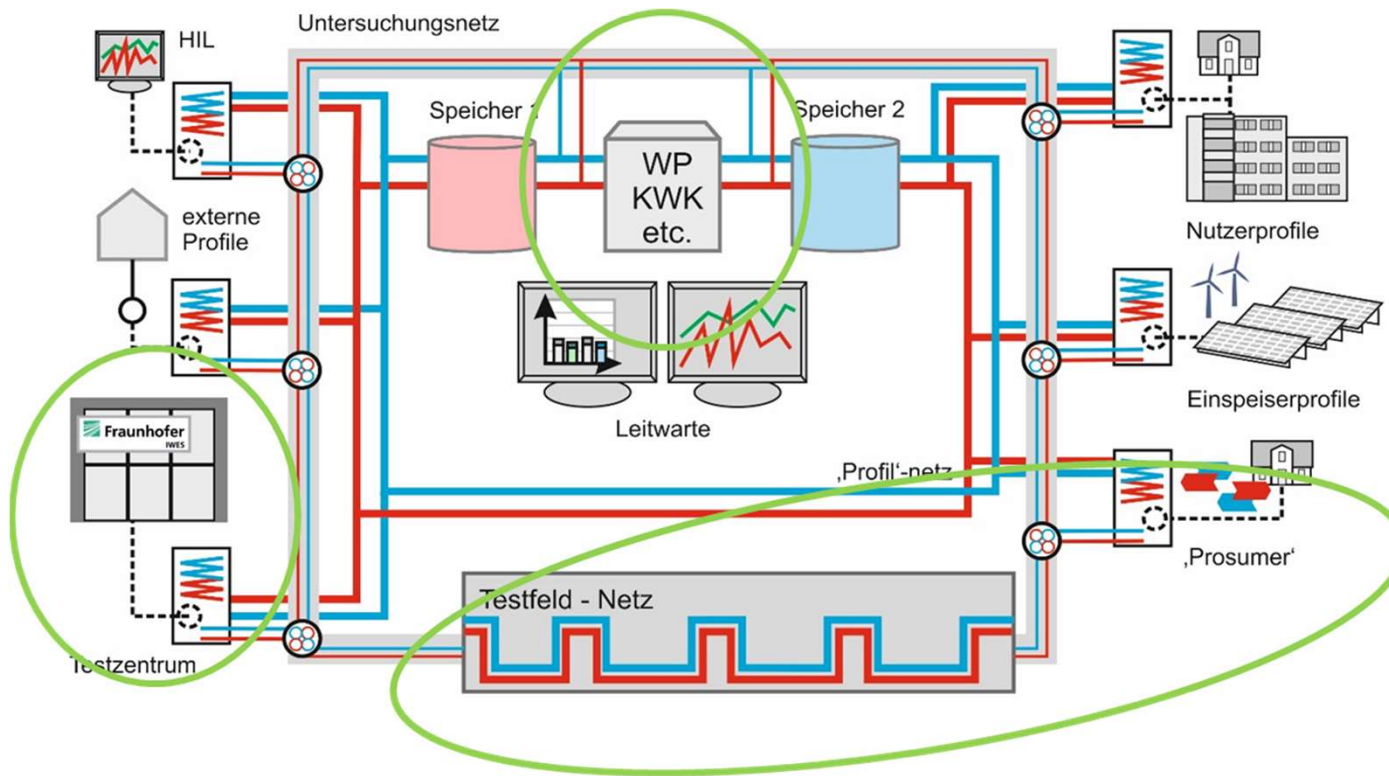 Untersuchungsnetz
HIL
Speicher 1
Speicher 2
WP
KWK
etc.
externe
Profile
Nutzerprofile
Fraunhofer
IWES
Leitwarte
Einspeiserprofile
‚Profil‘-netz
‚Prosumer‘
Testfeld - Netz
Testzentrum